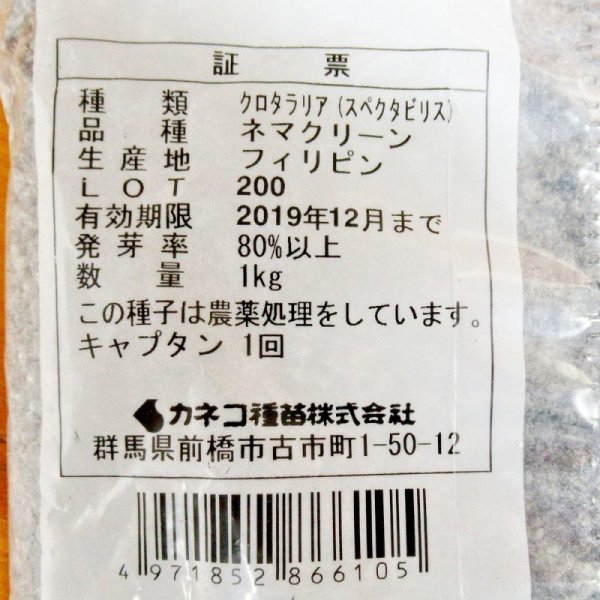 証 票
種 類 クロタラリア(スペクタビリス)
品 種 ネマクリーン
生産地 フィリピン
LOT 200
有効期限 2019年12月まで
発芽率 80%以上
数 量 1kg
この種子は農薬処理をしています。
キャプタン 1回
カネコ種苗株式会社
群馬県前橋市古市町1-50-12
4 971852 866105